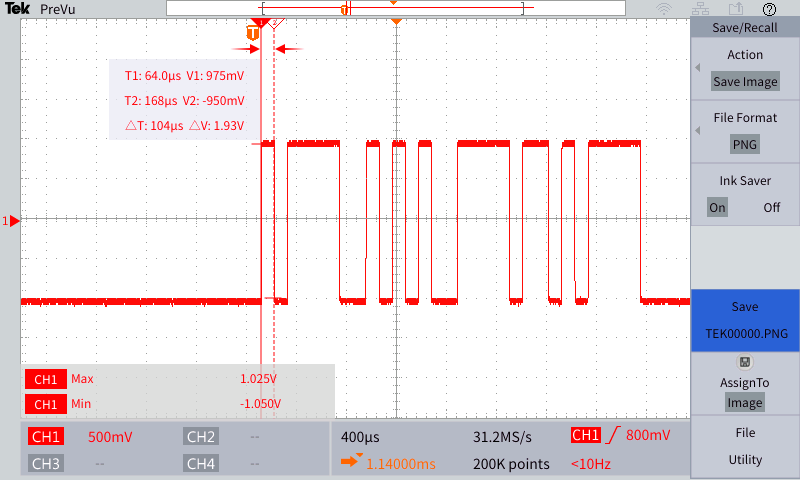 Tek PreVu
T
1 2
T
Save/Recall
T1: 64.0µs V1: 975mV
T2: 168µs V2: -950mV
△T: 104µs △V: 1.93V
Action
Save Image
File Format
PNG
Ink Saver
On Off
1
Save
TEK00000.PNG
AssignTo
Image
File
Utility
CH1 Max 1.025V
CH1 Min -1.050V
CH1 500mV CH2 --
CH3 -- CH4 --
400µs 31.2MS/s CH1 800mV
1.14000ms 200K points <10Hz